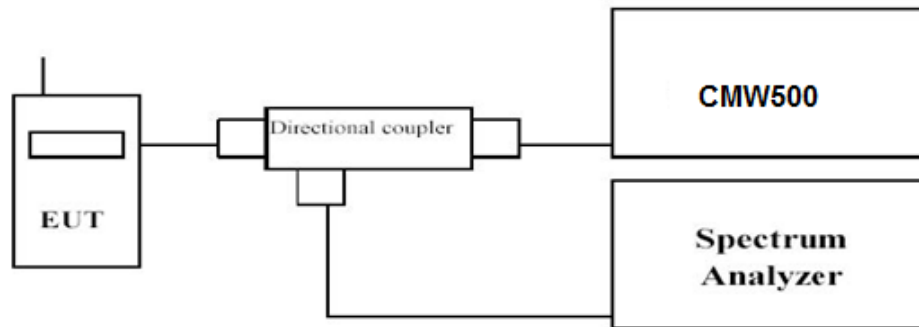 EUT
Directional coupler
CMW500
Spectrum
Analyzer